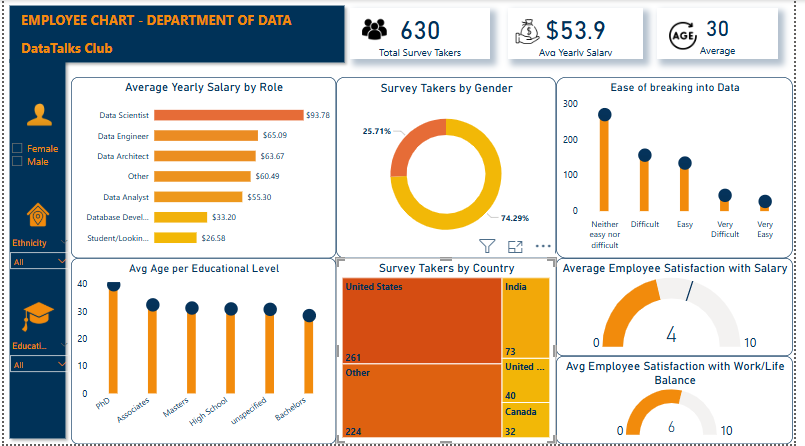 EMPLOYEE CHART - DEPARTMENT OF DATA
DataTalks Club
630
Total Survey Takers
$53.9
Avg Yearly Salary
AGE
30
Average
Female
Male
Ethnicity
All
Educati...
All
Average Yearly Salary by Role
Data Scientist $93.78
Data Engineer $65.09
Data Architect $63.67
Other $60.49
Data Analyst $55.30
Database Devel... $33.20
Student/Lookin... $26.58
Survey Takers by Gender
25.71%
74.29%
Ease of breaking into Data
300
200
100
0
Neither easy nor difficult
Difficult
Easy
Very Difficult
Very Easy
Avg Age per Educational Level
40
30
20
10
0
PhD
Associates
Masters
High School
unspecified
Bachelors
Survey Takers by Country
United States
261
Other
224
India
73
United ...
40
Canada
32
Average Employee Satisfaction with Salary
0
4
10
Avg Employee Satisfaction with Work/Life
Balance
0
6
10